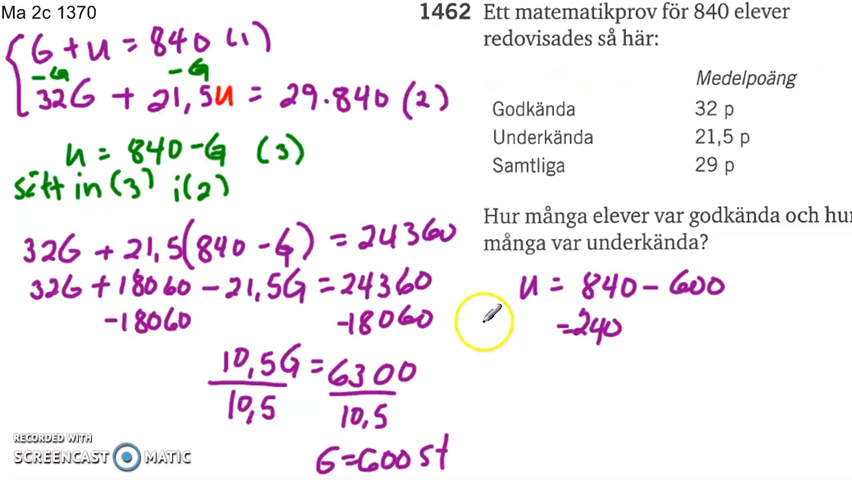 Ma 2c 1370
G + u = 840 (1)
-G -G
32G + 21,5u = 29·840 (2)
u = 840 - G (3)
sätt in (3) i (2)
32G + 21,5(840 - G) = 24360
32G + 18060 - 21,5G = 24360
-18060 -18060
10,5G = 6300
10,5 10,5
G = 600 st
1462 Ett matematikprov för 840 elever
redovisades så här:
Medelpoäng
Godkända 32 p
Underkända 21,5 p
Samtliga 29 p
Hur många elever var godkända och hur
många var underkända?
u = 840 - 600
= 240
RECORDED WITH
SCREENCAST MATIC